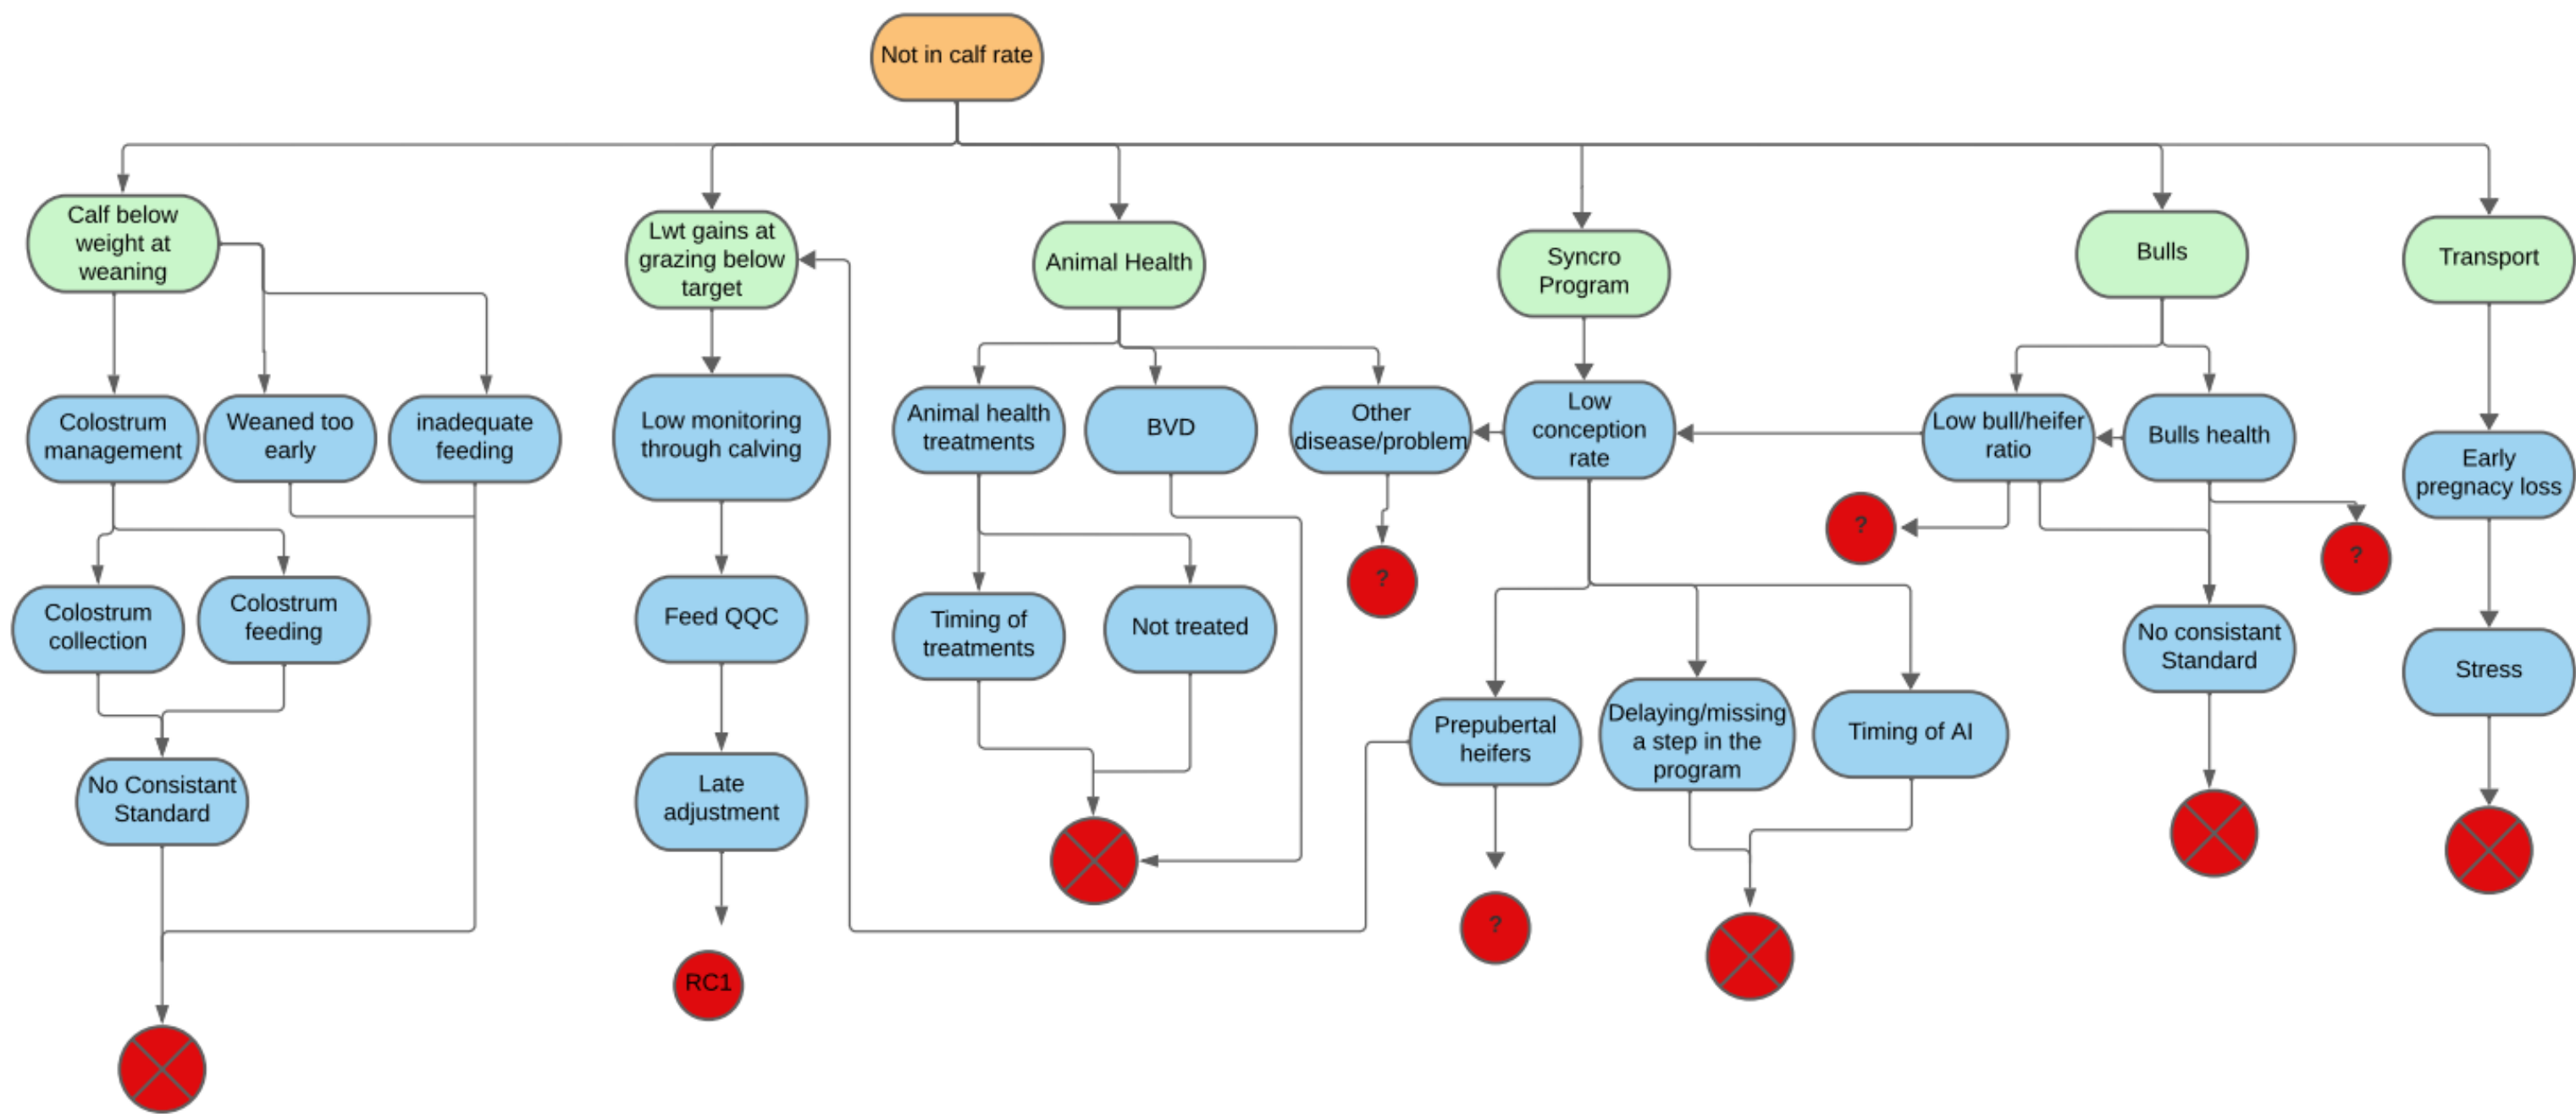 Not in calf rate
Calf below
weight at
weaning
Lwt gains at
grazing below
target
Animal Health
Syncro
Program
Bulls
Transport
Colostrum
management
Weaned too
early
inadequate
feeding
Low monitoring
through calving
Animal health
treatments
BVD
Other
disease/problem
Low
conception
rate
Low bull/heifer
ratio
Bulls health
Early
pregnacy loss
?
?
?
Colostrum
collection
Colostrum
feeding
Feed QQC
Timing of
treatments
Not treated
No consistant
Standard
Stress
Prepubertal
heifers
Delaying/missing
a step in the
program
Timing of AI
No Consistant
Standard
Late
adjustment
?
RC1